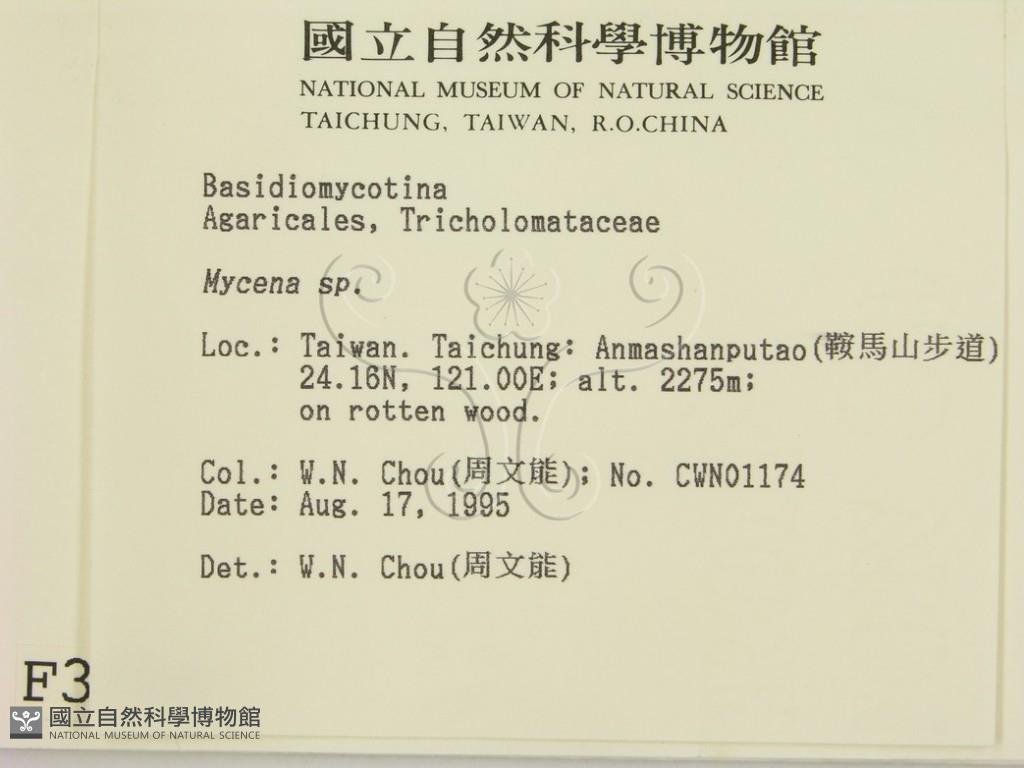 國立自然科學博物館
NATIONAL MUSEUM OF NATURAL SCIENCE
TAICHUNG, TAIWAN, R.O.CHINA
Basidiomycotina
Agaricales, Tricholomataceae
Mycena sp.
Loc.: Taiwan. Taichung: Anmashanputao(鞍馬山步道)
24.16N, 121.00E; alt. 2275m;
on rotten wood.
Col.: W.N. Chou(周文能); No. CWN01174
Date: Aug. 17, 1995
Det.: W.N. Chou(周文能)
F3
國立自然科學博物館
NATIONAL MUSEUM OF NATURAL SCIENCE